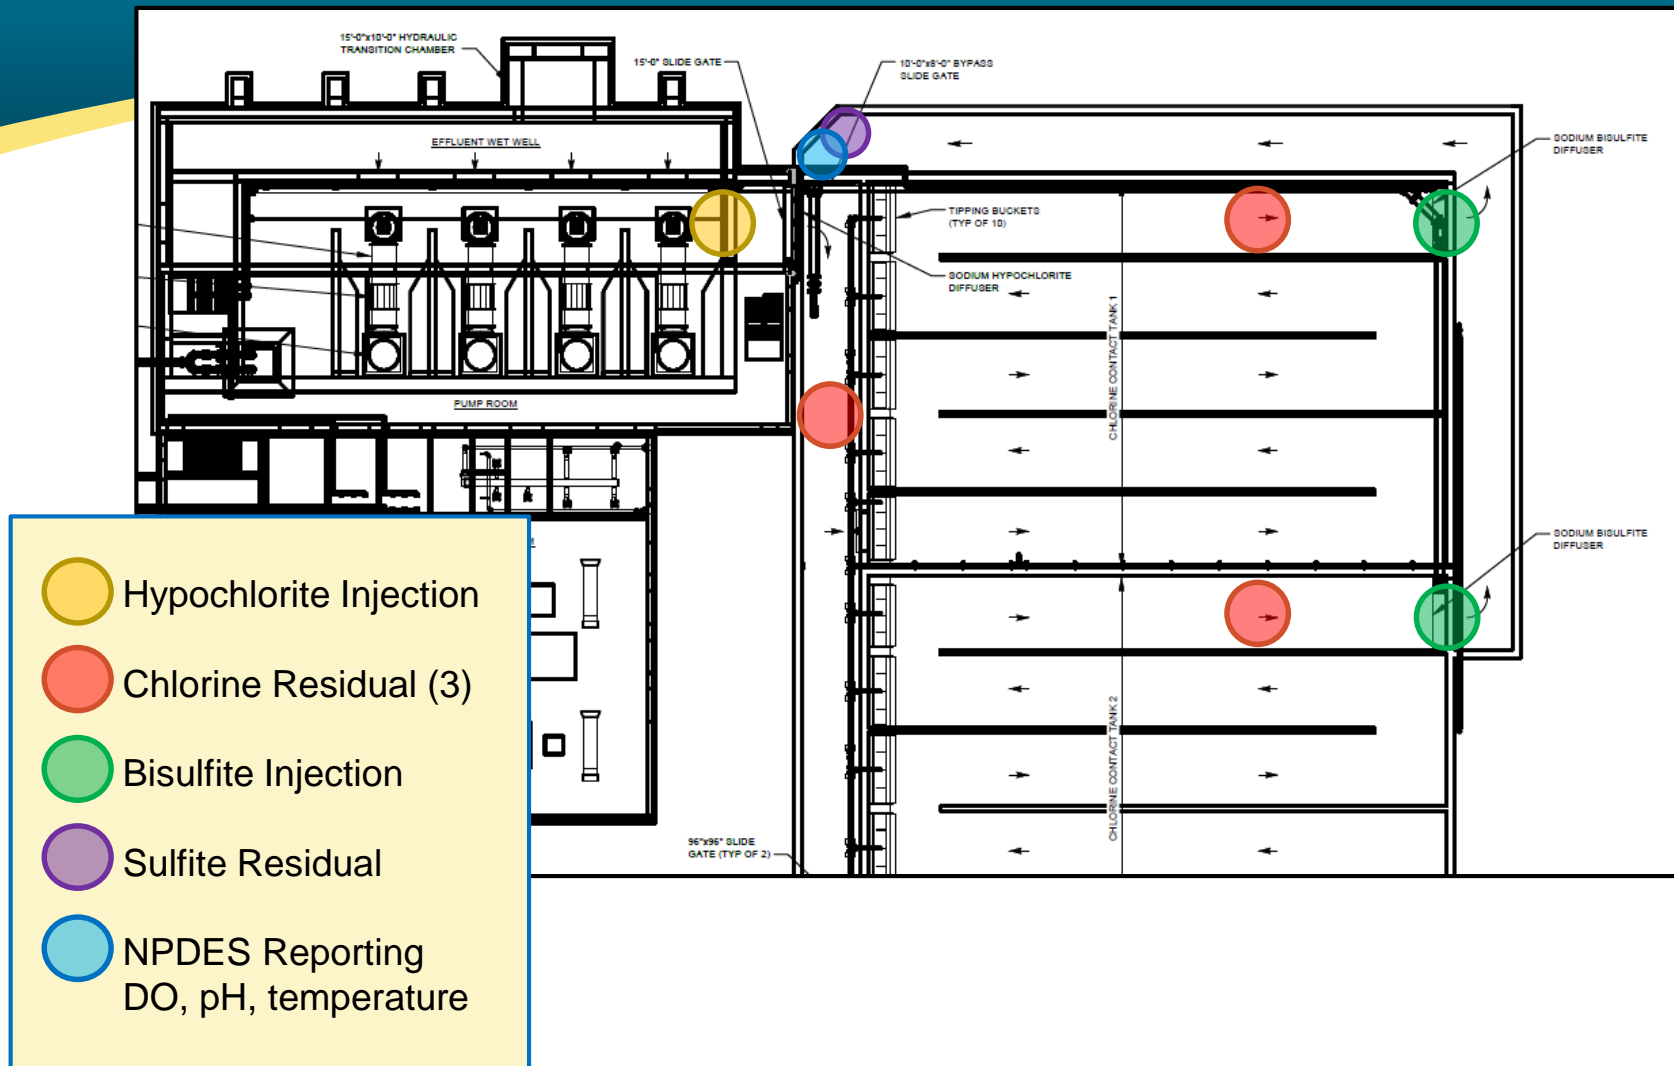 15'-0"x10'-0" HYDRAULIC
TRANSITION CHAMBER
15'-0" SLIDE GATE
10'-0"x8'-0" BYPASS
SLIDE GATE
EFFLUENT WET WELL
SODIUM BISULFITE
DIFFUSER
TIPPING BUCKETS
(TYP OF 10)
SODIUM HYPOCHLORITE
DIFFUSER
CHLORINE CONTACT TANK 1
PUMP ROOM
SODIUM BISULFITE
DIFFUSER
CHLORINE CONTACT TANK 2
96"x96" SLIDE
GATE (TYP OF 2)
Hypochlorite Injection
Chlorine Residual (3)
Bisulfite Injection
Sulfite Residual
NPDES Reporting
DO, pH, temperature